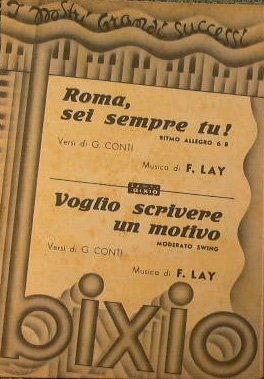 i nostri grandi successi
Roma,
sei sempre tu!
RITMO ALLEGRO 6 8
Versi di G. CONTI
Musica di F. LAY
BIXIO
Voglio scrivere
un motivo
MODERATO SWING
Versi di G. CONTI
Musica di F. LAY
bixio